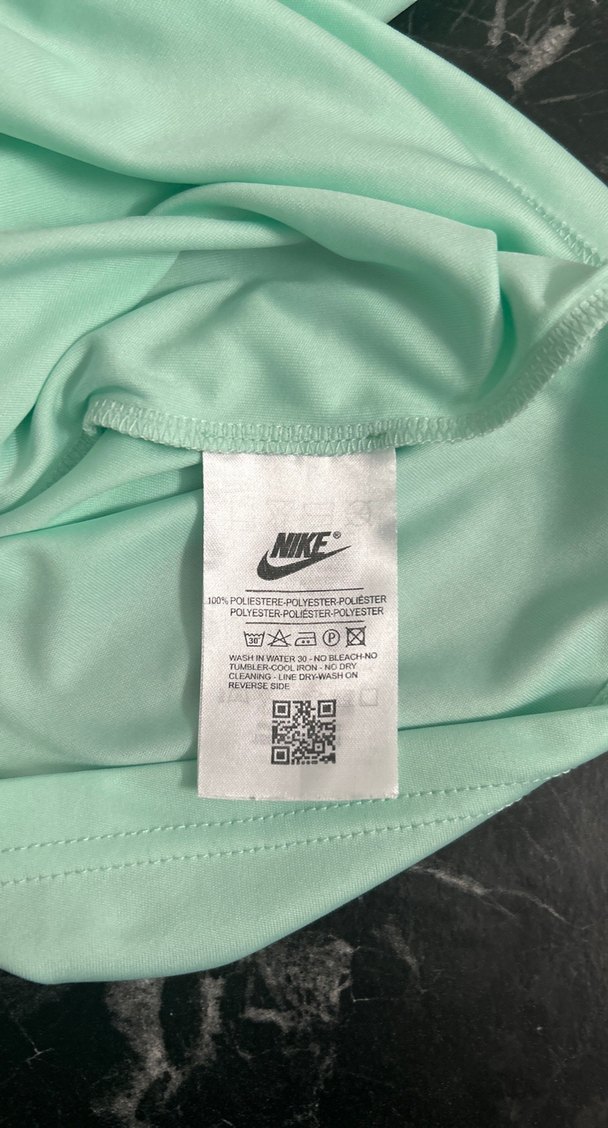 NIKE®
100% POLIESTERE-POLYESTER-POLIÉSTER
POLYESTER-POLIÉSTER-POLYESTER
30°
P
WASH IN WATER 30 - NO BLEACH-NO
TUMBLER-COOL IRON - NO DRY
CLEANING - LINE DRY-WASH ON
REVERSE SIDE